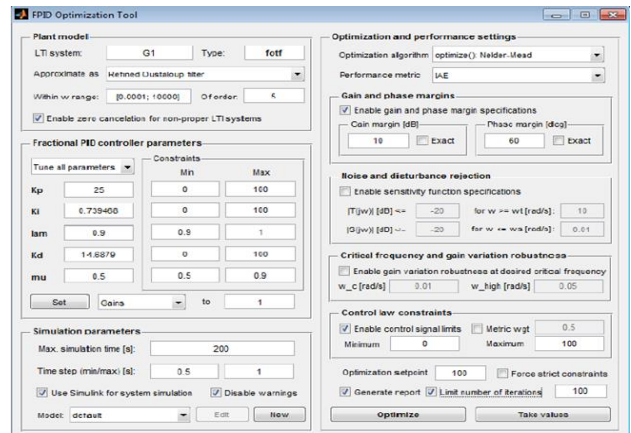 FPID Optimization Tool
Plant model
LTI system: G1 Type: fotf
Approximate as Refined Oustaloup filter
Within w range: [0.0001; 10000] Of order:
Enable zero cancelation for non-proper LTI systems
Fractional PID controller parameters
Tune all parameters
Constraints
Min Max
Kp 25 0 100
Ki 0.739468 0 100
lam 0.9 0.9 1
Kd 14.6879 0 100
mu 0.5 0.5 0.9
Set Gains to 1
Simulation parameters
Max. simulation time [s]: 200
Time step (min/max) [s]: 0.5 1
Use Simulink for system simulation Disable warnings
Model: default Edit New
Optimization and performance settings
Optimization algorithm optimize(): Nelder-Mead
Performance metric IAE
Gain and phase margins
Enable gain and phase margin specifications
Gain margin [dB] Phase margin [deg]
10 Exact 60 Exact
Noise and disturbance rejection
Enable sensitivity function specifications
|T(jw)| [dB] <= -20 for w >= wt [rad/s]: 10
|S(jw)| [dB] <= -20 for w <= ws [rad/s]: 0.01
Critical frequency and gain variation robustness
Enable gain variation robustness at desired critical frequency
w_c [rad/s] 0.01 w_high [rad/s] 0.05
Control law constraints
Enable control signal limits Metric wgt 0.5
Minimum 0 Maximum 100
Optimization setpoint 100 Force strict constraints
Generate report Limit number of iterations 100
Optimize Take values